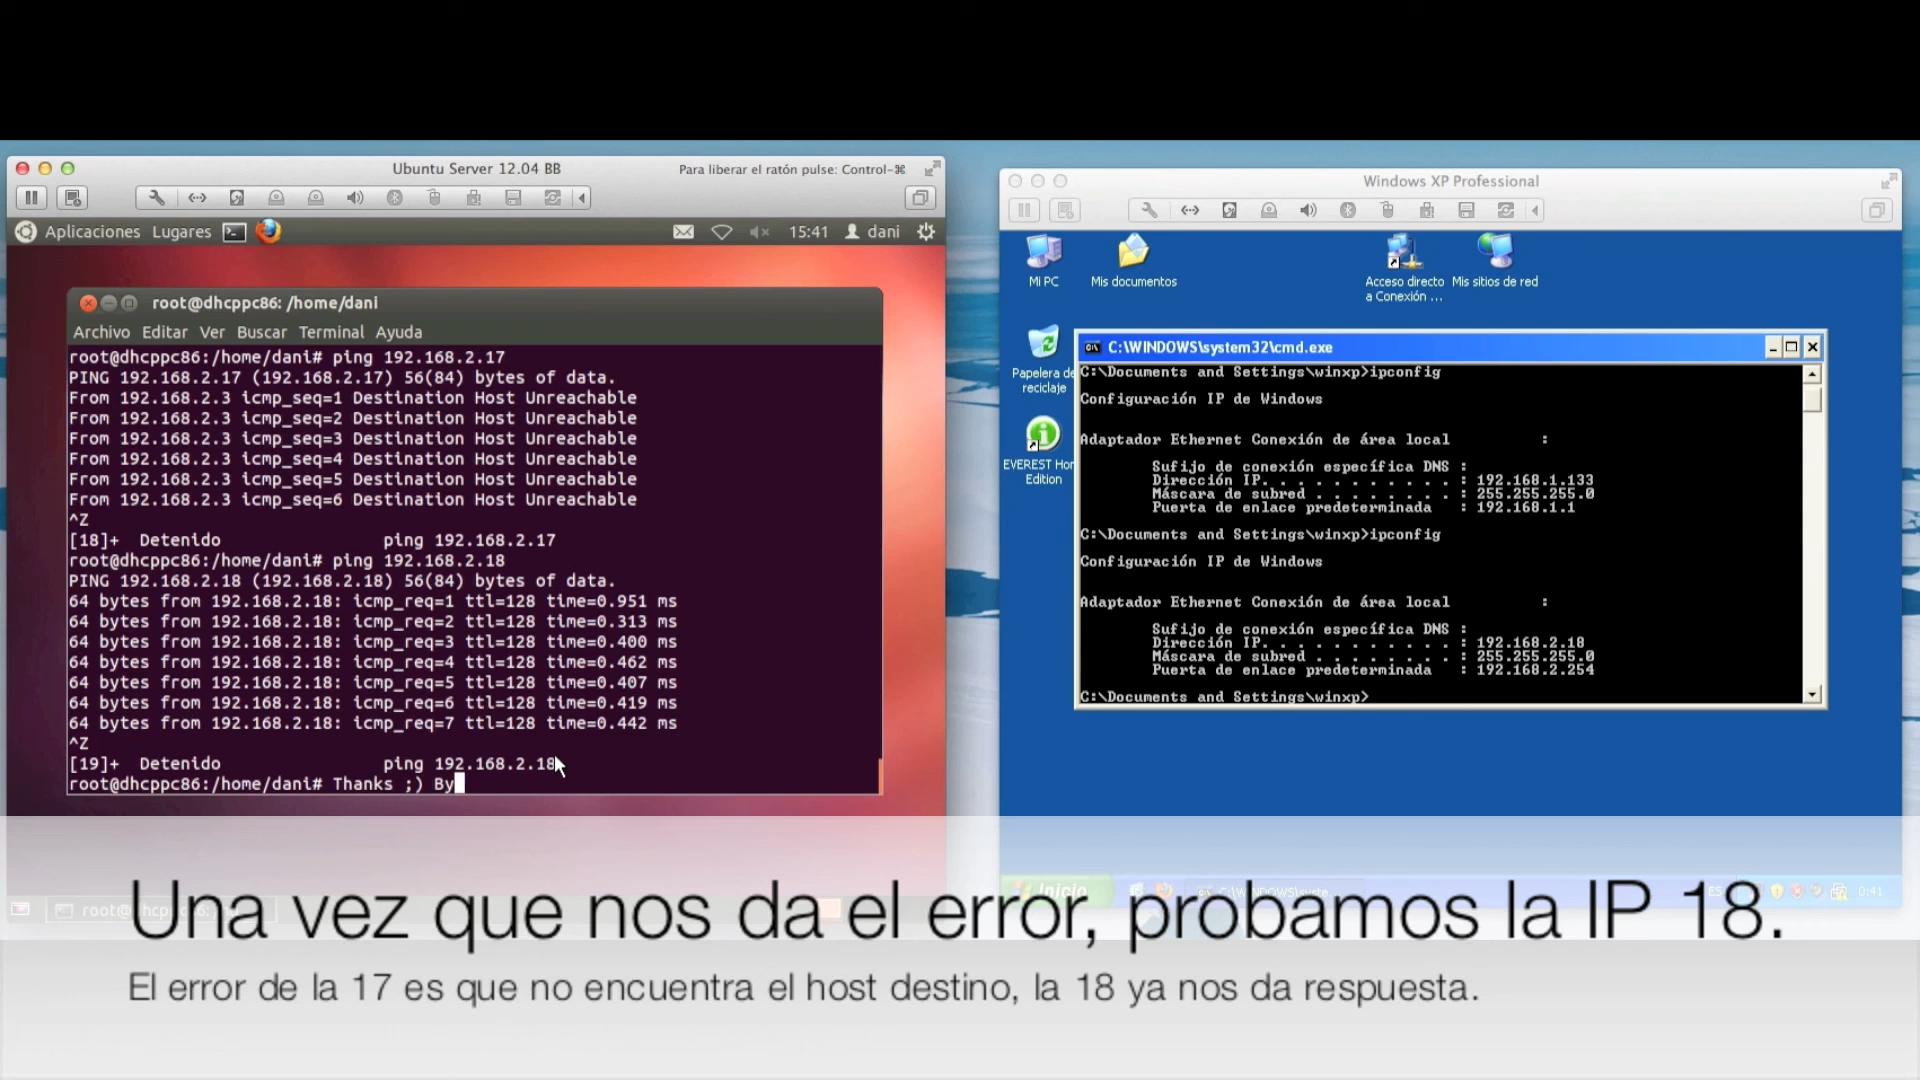 Ubuntu Server 12.04 BB
Para liberar el ratón pulse: Control-⌘
Aplicaciones Lugares
15:41 dani
root@dhcppc86: /home/dani
Archivo Editar Ver Buscar Terminal Ayuda
root@dhcppc86:/home/dani# ping 192.168.2.17
PING 192.168.2.17 (192.168.2.17) 56(84) bytes of data.
From 192.168.2.3 icmp_seq=1 Destination Host Unreachable
From 192.168.2.3 icmp_seq=2 Destination Host Unreachable
From 192.168.2.3 icmp_seq=3 Destination Host Unreachable
From 192.168.2.3 icmp_seq=4 Destination Host Unreachable
From 192.168.2.3 icmp_seq=5 Destination Host Unreachable
From 192.168.2.3 icmp_seq=6 Destination Host Unreachable
^Z
[18]+ Detenido ping 192.168.2.17
root@dhcppc86:/home/dani# ping 192.168.2.18
PING 192.168.2.18 (192.168.2.18) 56(84) bytes of data.
64 bytes from 192.168.2.18: icmp_req=1 ttl=128 time=0.951 ms
64 bytes from 192.168.2.18: icmp_req=2 ttl=128 time=0.313 ms
64 bytes from 192.168.2.18: icmp_req=3 ttl=128 time=0.400 ms
64 bytes from 192.168.2.18: icmp_req=4 ttl=128 time=0.462 ms
64 bytes from 192.168.2.18: icmp_req=5 ttl=128 time=0.407 ms
64 bytes from 192.168.2.18: icmp_req=6 ttl=128 time=0.419 ms
64 bytes from 192.168.2.18: icmp_req=7 ttl=128 time=0.442 ms
^Z
[19]+ Detenido ping 192.168.2.18
root@dhcppc86:/home/dani# Thanks ;) By
Windows XP Professional
Mi PC
Mis documentos
Acceso directo
a Conexión ...
Mis sitios de red
Papelera de
reciclaje
EVEREST Hom
Edition
C:\WINDOWS\system32\cmd.exe
C:\Documents and Settings\winxp>ipconfig
Configuración IP de Windows
Adaptador Ethernet Conexión de área local :
Sufijo de conexión específica DNS :
Dirección IP. . . . . . . . . . . : 192.168.1.133
Máscara de subred . . . . . . . . : 255.255.255.0
Puerta de enlace predeterminada : 192.168.1.1
C:\Documents and Settings\winxp>ipconfig
Configuración IP de Windows
Adaptador Ethernet Conexión de área local :
Sufijo de conexión específica DNS :
Dirección IP. . . . . . . . . . . : 192.168.2.18
Máscara de subred . . . . . . . . : 255.255.255.0
Puerta de enlace predeterminada : 192.168.2.254
C:\Documents and Settings\winxp>
Inicio
0:41
Una vez que nos da el error, probamos la IP 18.
El error de la 17 es que no encuentra el host destino, la 18 ya nos da respuesta.